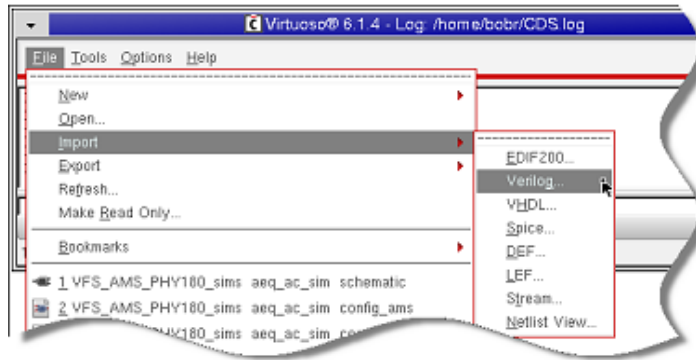 Virtuoso® 6.1.4 - Log: /home/bobr/CDS.log
File Tools Options Help
New
Open...
Import
Export
Refresh...
Make Read Only...
Bookmarks
1 VFS_AMS_PHY180_sims aeq_ac_sim schematic
2 VFS_AMS_PHY180_sims aeq_ac_sim config_ams
EDIF200...
Verilog...
VHDL...
Spice...
DEF...
LEF...
Stream...
Netlist View...